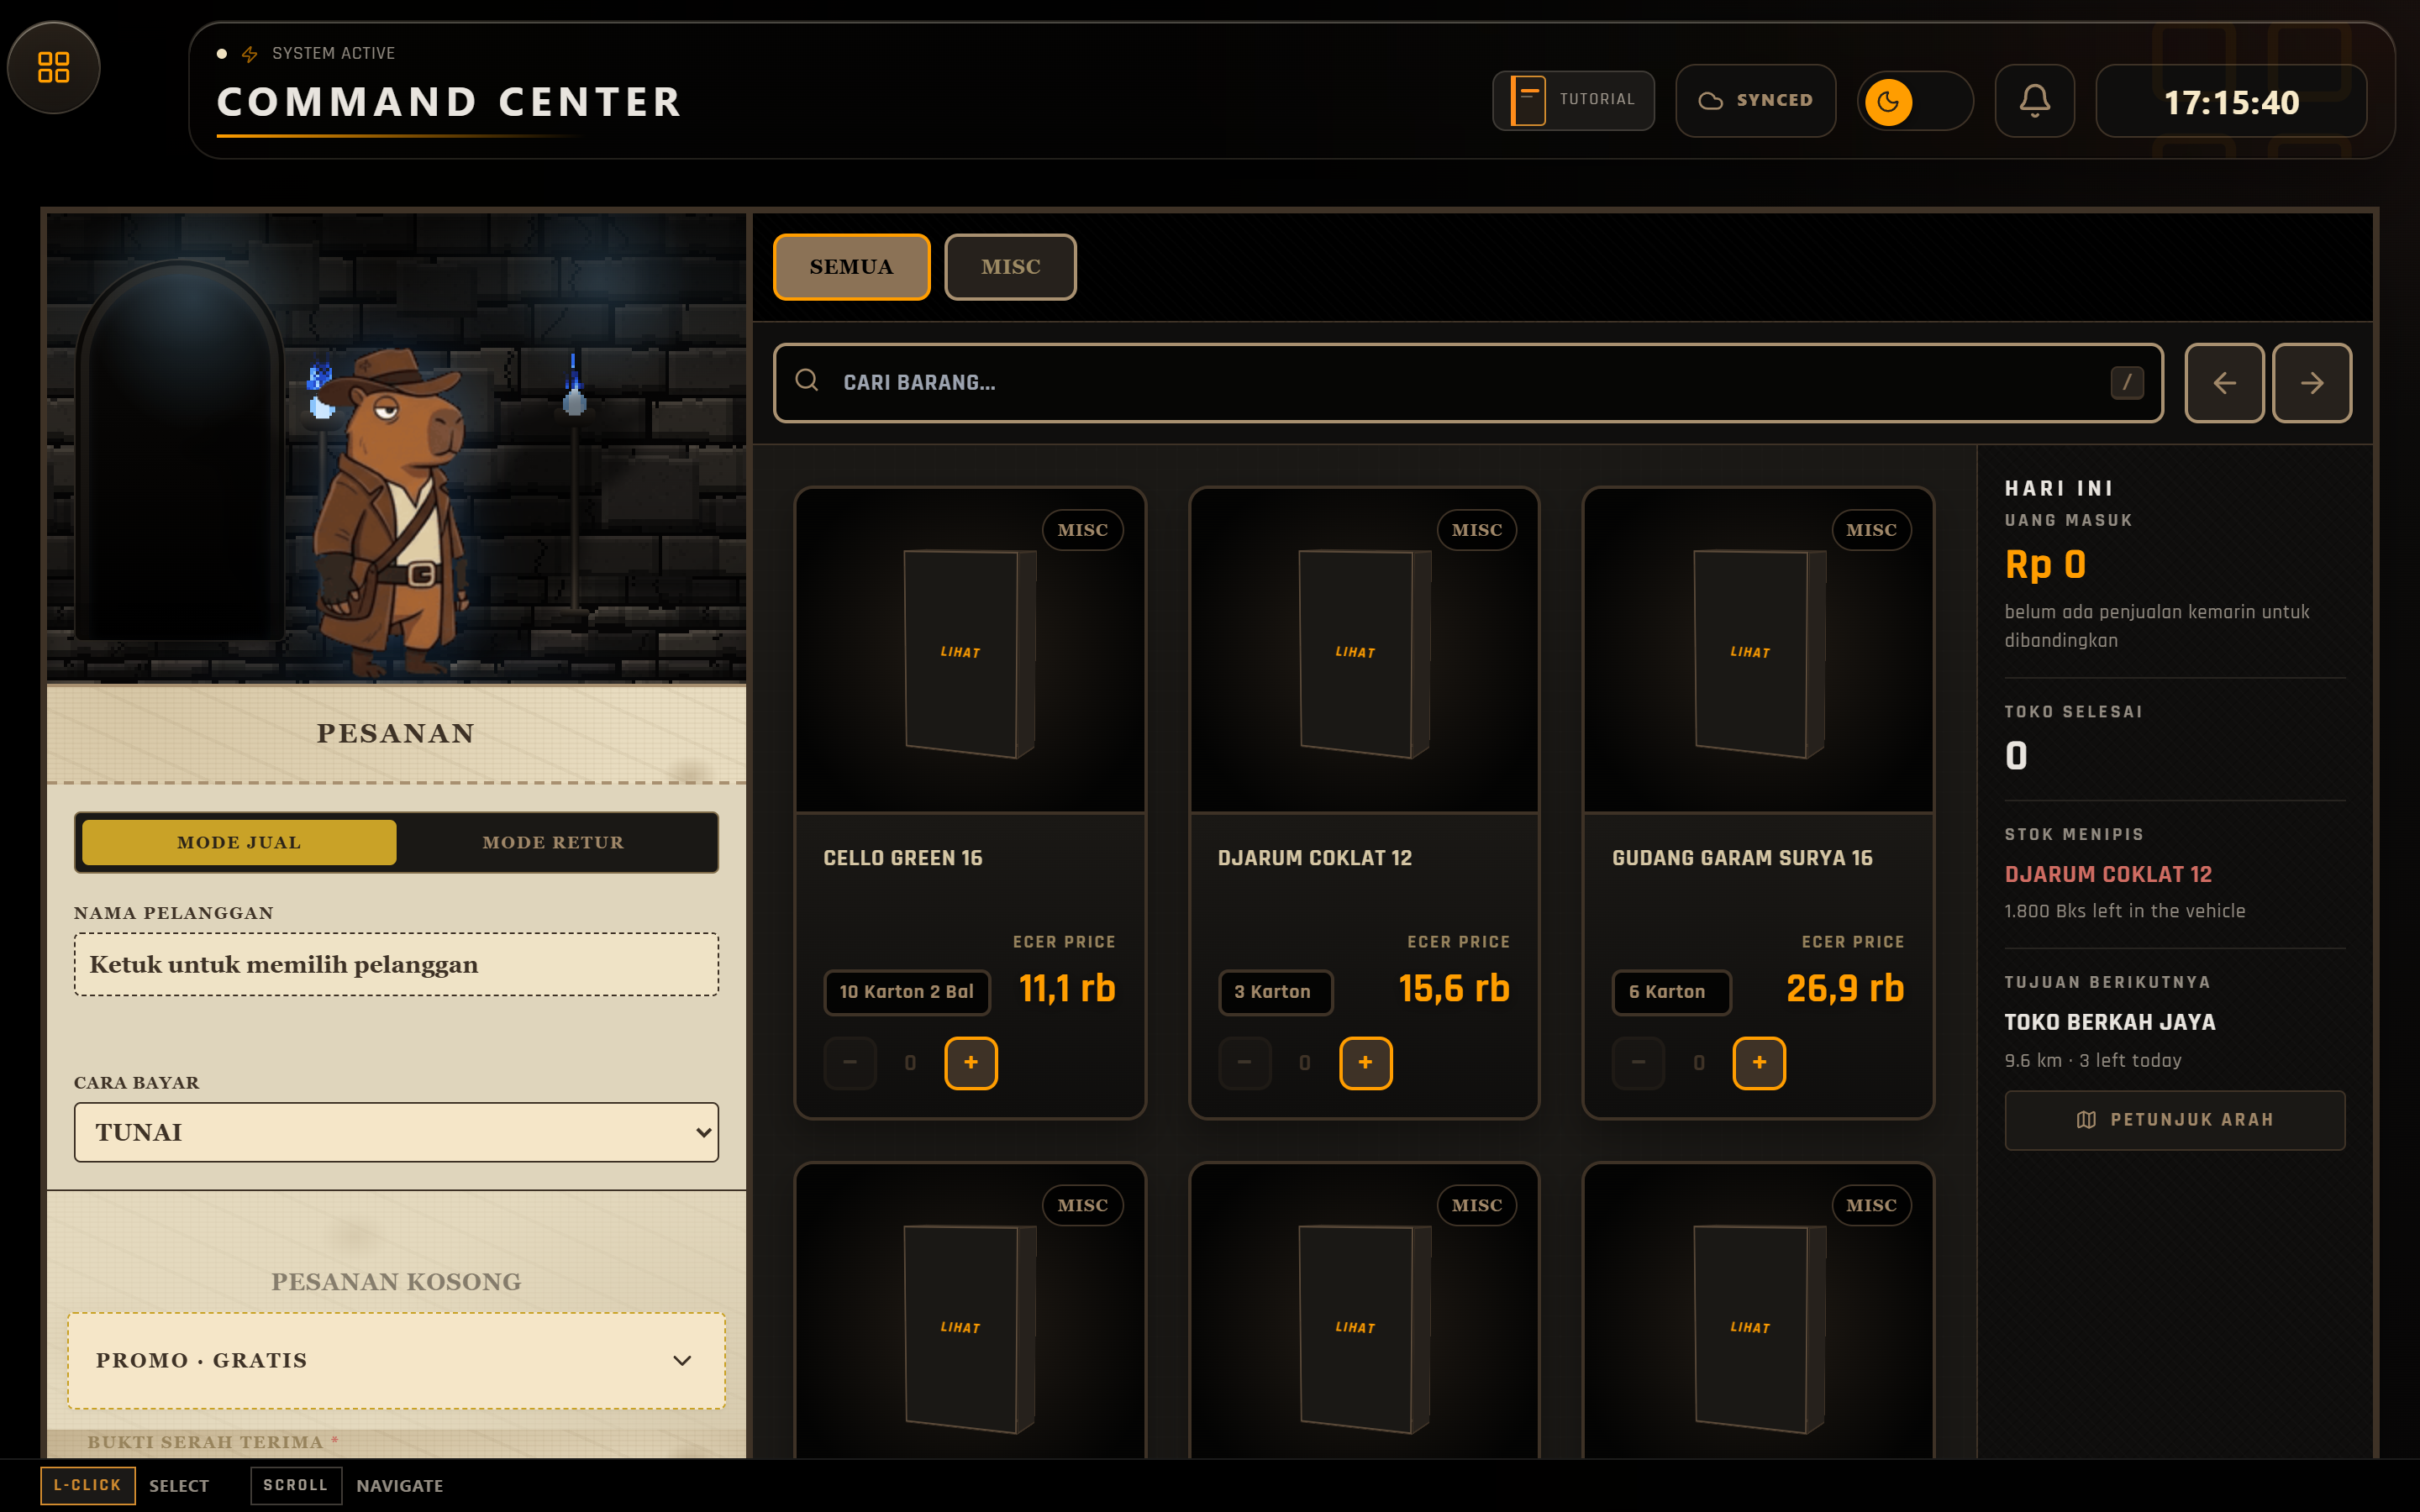 SYSTEM ACTIVE
COMMAND CENTER
TUTORIAL
SYNCED
17:15:40
SEMUA
MISC
CARI BARANG...
/
PESANAN
MODE JUAL
MODE RETUR
NAMA PELANGGAN
Ketuk untuk memilih pelanggan
CARA BAYAR
TUNAI
PESANAN KOSONG
PROMO · GRATIS
BUKTI SERAH TERIMA *
MISC
LIHAT
CELLO GREEN 16
ECER PRICE
10 Karton 2 Bal
11,1 rb
− 0 +
MISC
LIHAT
DJARUM COKLAT 12
ECER PRICE
3 Karton
15,6 rb
− 0 +
MISC
LIHAT
GUDANG GARAM SURYA 16
ECER PRICE
6 Karton
26,9 rb
− 0 +
MISC
LIHAT
MISC
LIHAT
MISC
LIHAT
HARI INI
UANG MASUK
Rp 0
belum ada penjualan kemarin untuk
dibandingkan
TOKO SELESAI
0
STOK MENIPIS
DJARUM COKLAT 12
1.800 Bks left in the vehicle
TUJUAN BERIKUTNYA
TOKO BERKAH JAYA
9.6 km · 3 left today
PETUNJUK ARAH
L-CLICK SELECT
SCROLL NAVIGATE